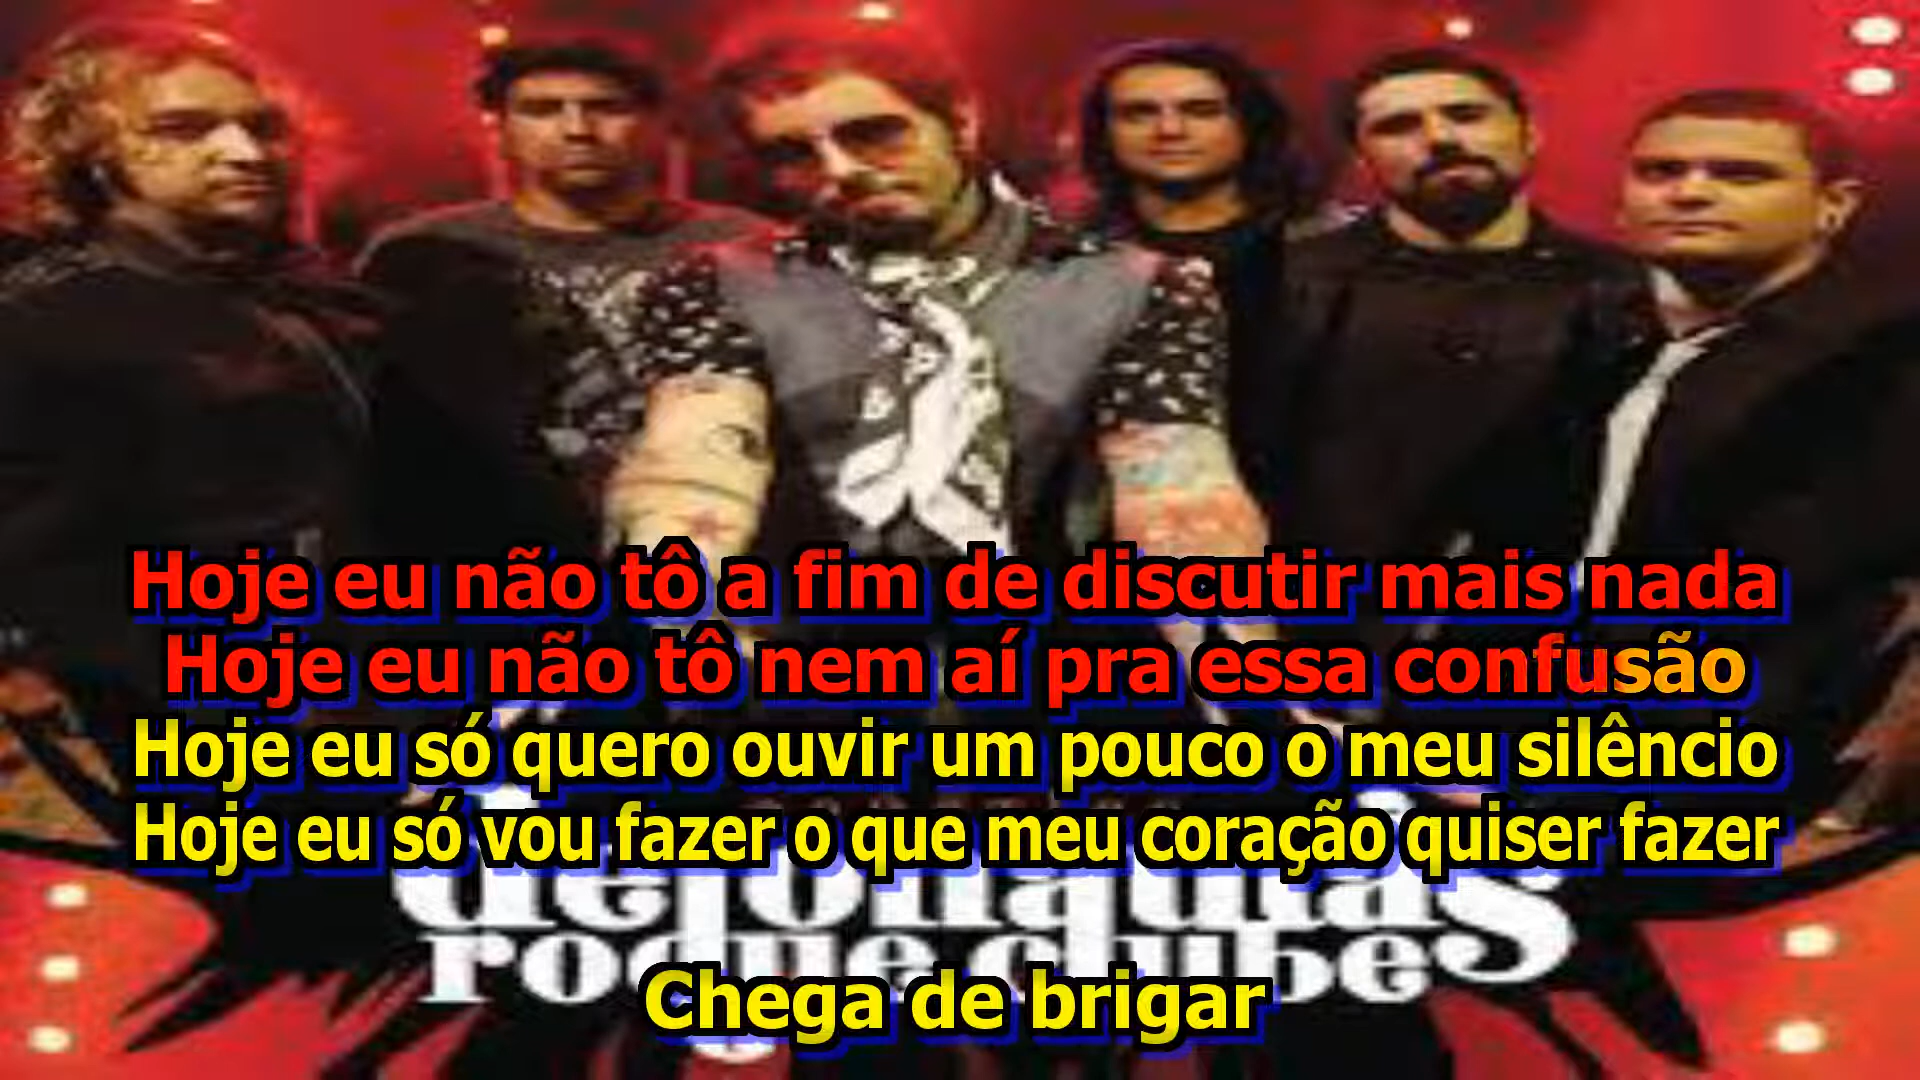 Hoje eu não tô a fim de discutir mais nada
Hoje eu não tô nem aí pra essa confusão
Hoje eu só quero ouvir um pouco o meu silêncio
Hoje eu só vou fazer o que meu coração quiser fazer
roque clube
Chega de brigar